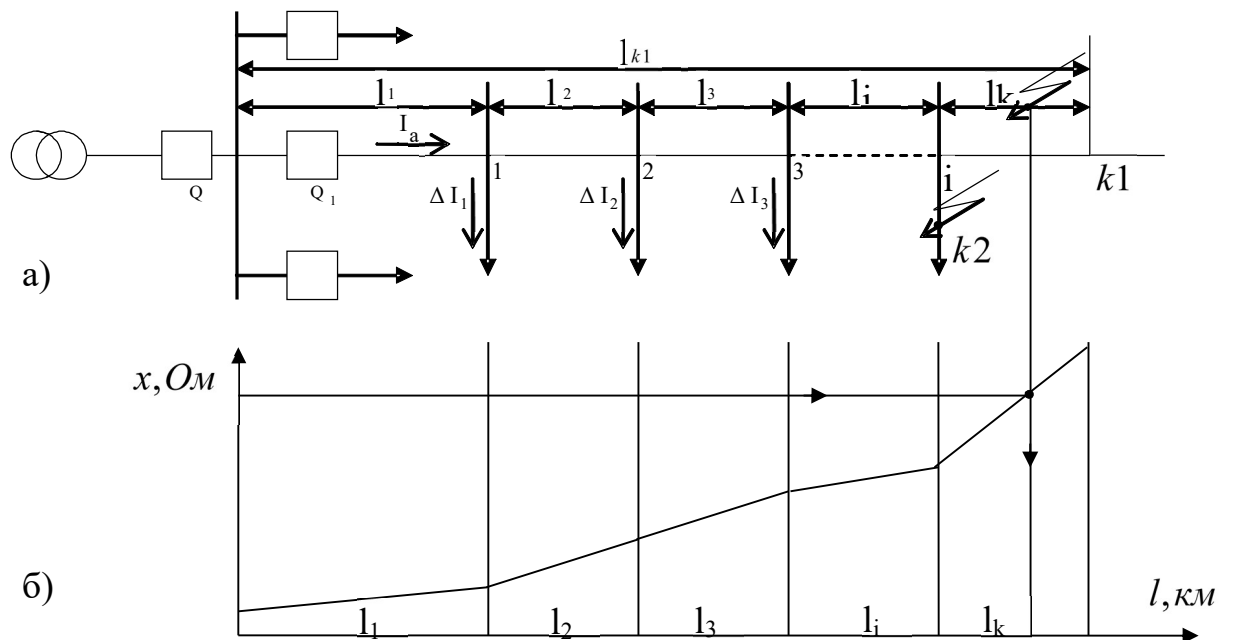 l k1
l1 l2 l3 li lk
Ia
1 2 3 i k1
Q Q1
ΔI1 ΔI2 ΔI3
k2
а)
x, Ом
б)
l1 l2 l3 li lk
l, км